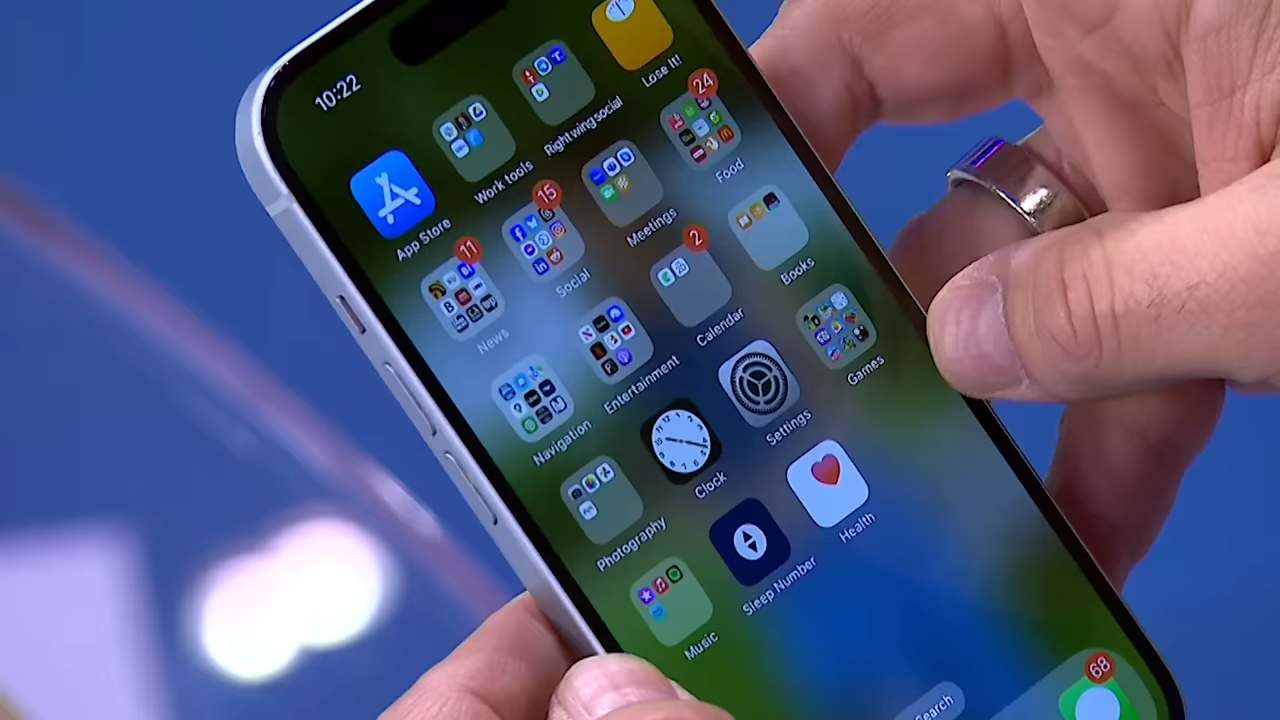 10:22
App Store
Work tools
Right wing social
Lose It!
11
News
15
Social
Meetings
24
Food
Navigation
Entertainment
2
Calendar
Books
Photography
Clock
Settings
Games
Music
Sleep Number
Health
Search
68